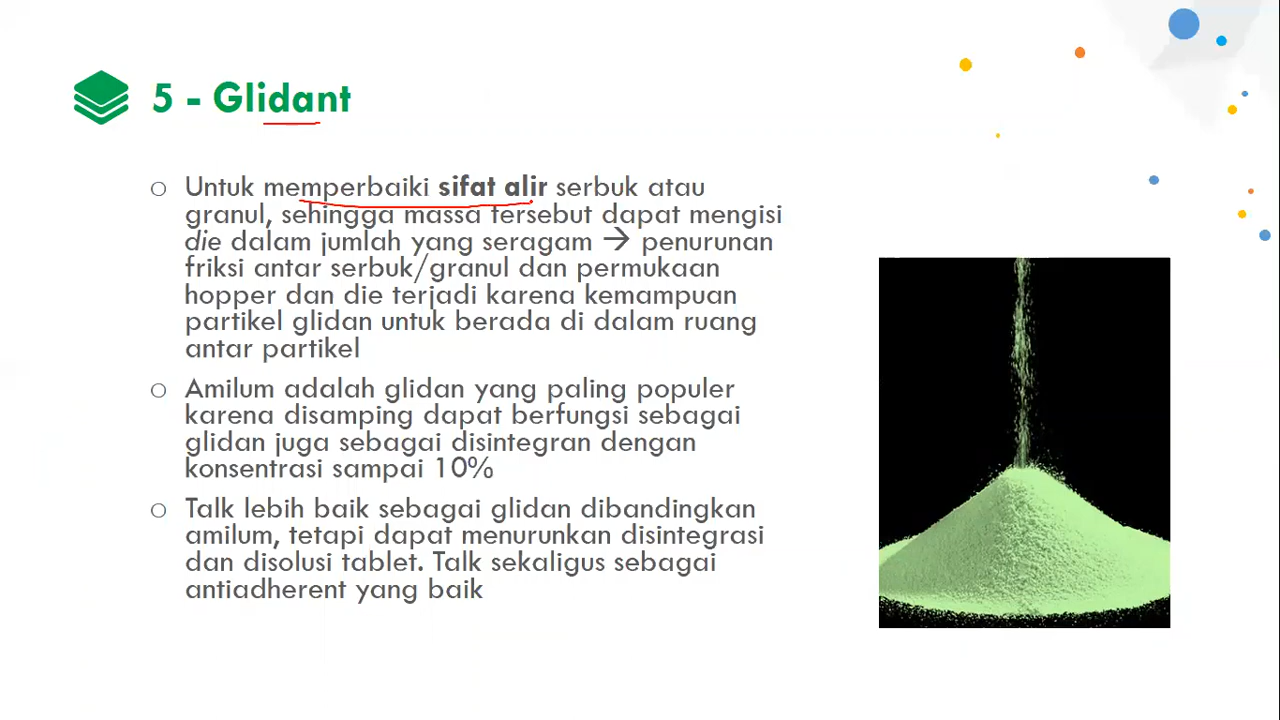 5 - Glidant
Untuk memperbaiki sifat alir serbuk atau
granul, sehingga massa tersebut dapat mengisi
die dalam jumlah yang seragam → penurunan
friksi antar serbuk/granul dan permukaan
hopper dan die terjadi karena kemampuan
partikel glidan untuk berada di dalam ruang
antar partikel
Amilum adalah glidan yang paling populer
karena disamping dapat berfungsi sebagai
glidan juga sebagai disintegran dengan
konsentrasi sampai 10%
Talk lebih baik sebagai glidan dibandingkan
amilum, tetapi dapat menurunkan disintegrasi
dan disolusi tablet. Talk sekaligus sebagai
antiadherent yang baik